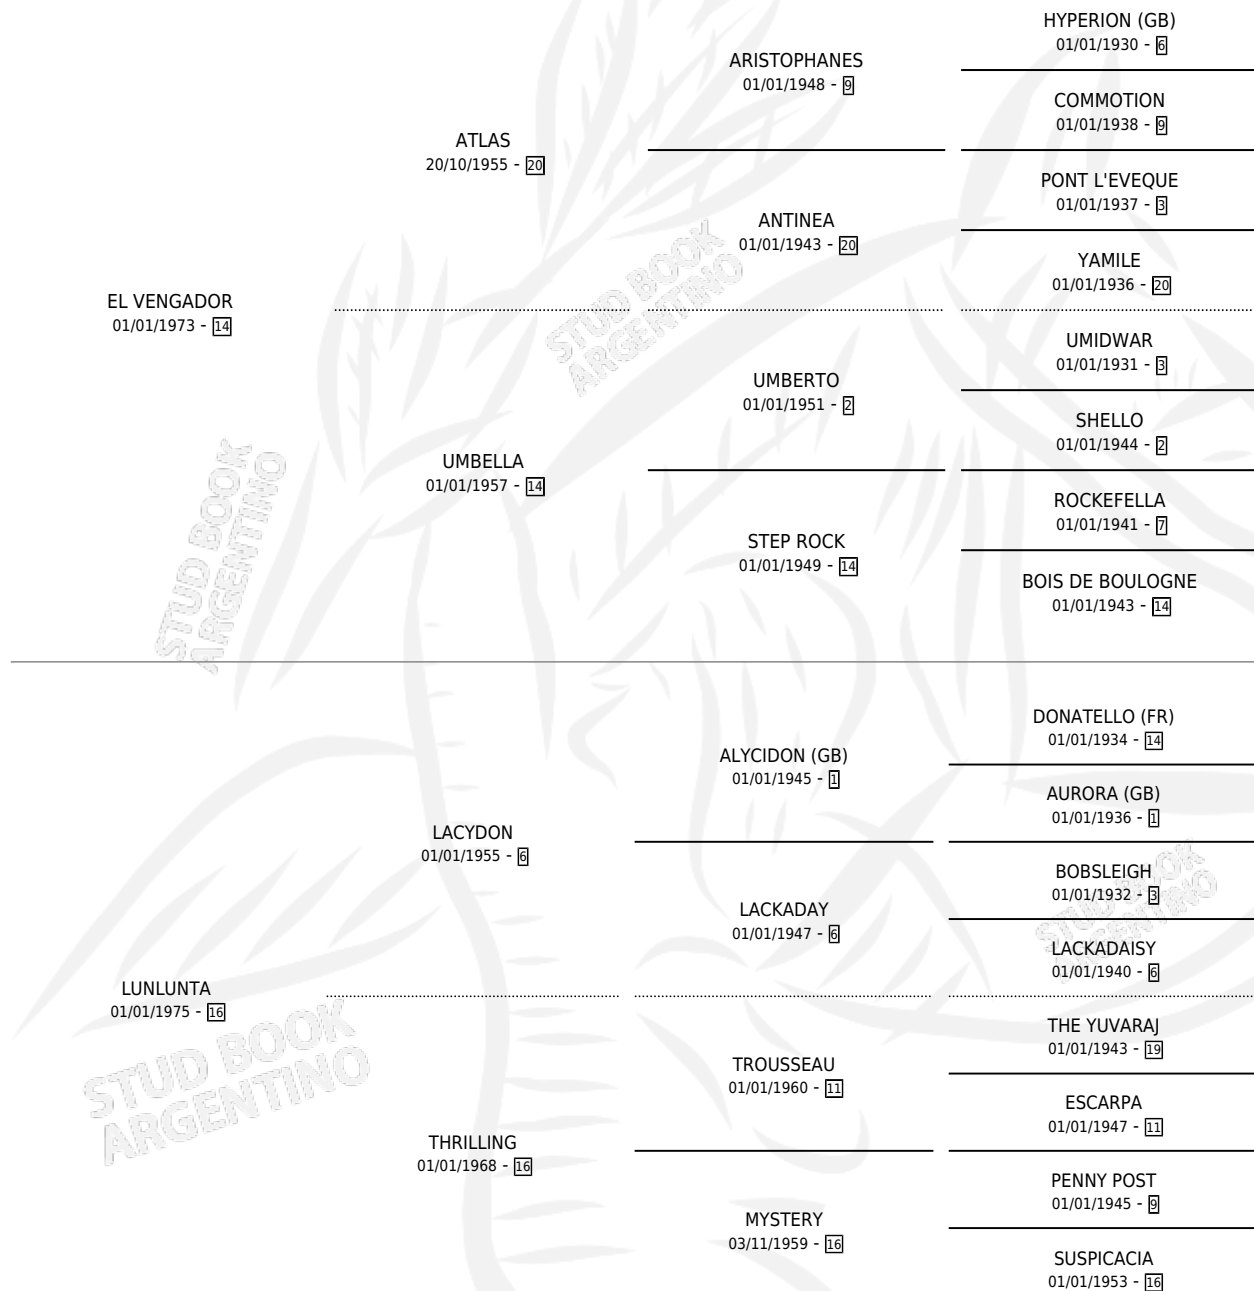 HYPERION (GB)
01/01/1930 - 6
ARISTOPHANES
01/01/1948 - 9
COMMOTION
01/01/1938 - 9
ATLAS
20/10/1955 - 20
PONT L'EVEQUE
01/01/1937 - 3
ANTINEA
01/01/1943 - 20
YAMILE
01/01/1936 - 20
EL VENGADOR
01/01/1973 - 14
STUD BOOK
ARGENTINO
UMIDWAR
01/01/1931 - 3
UMBERTO
01/01/1951 - 2
SHELLO
01/01/1944 - 2
UMBELLA
01/01/1957 - 14
ROCKEFELLA
01/01/1941 - 7
STEP ROCK
01/01/1949 - 14
BOIS DE BOULOGNE
01/01/1943 - 14
STUD BOOK
ARGENTINO
DONATELLO (FR)
01/01/1934 - 14
ALYCIDON (GB)
01/01/1945 - 1
AURORA (GB)
01/01/1936 - 1
LACYDON
01/01/1955 - 6
BOBSLEIGH
01/01/1932 - 3
LACKADAY
01/01/1947 - 6
STUD BOOK
ARGENTINO
LACKADAISY
01/01/1940 - 6
LUNLUNTA
01/01/1975 - 16
STUD BOOK
ARGENTINO
THE YUVARAJ
01/01/1943 - 19
TROUSSEAU
01/01/1960 - 11
ESCARPA
01/01/1947 - 11
THRILLING
01/01/1968 - 16
PENNY POST
01/01/1945 - 9
MYSTERY
03/11/1959 - 16
SUSPICACIA
01/01/1953 - 16